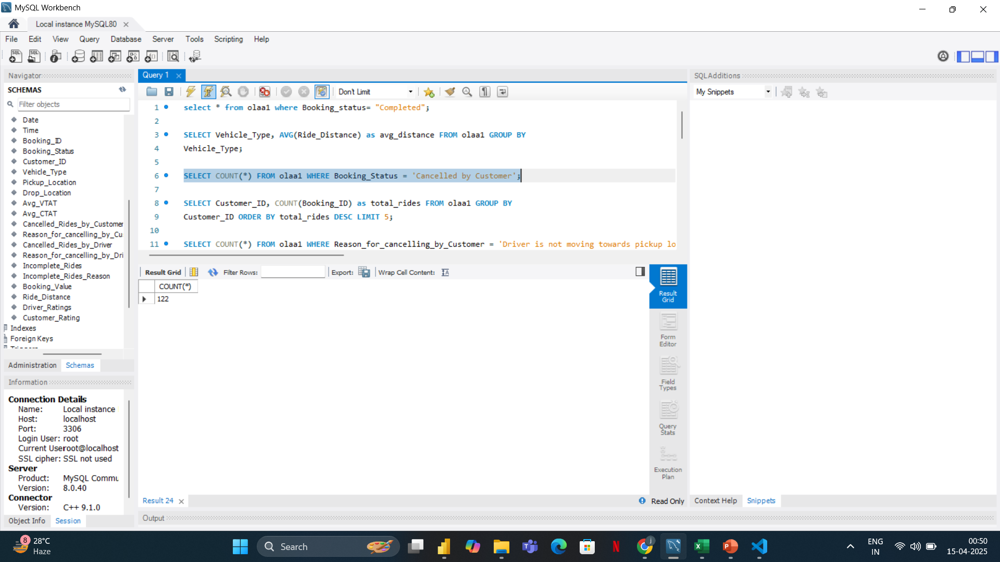 MySQL Workbench
Local instance MySQL80
File Edit View Query Database Server Tools Scripting Help
Navigator
SCHEMAS
Filter objects
Date
Time
Booking_ID
Booking_Status
Customer_ID
Vehicle_Type
Pickup_Location
Drop_Location
Avg_VTAT
Avg_CTAT
Cancelled_Rides_by_Customer
Reason_for_cancelling_by_Cu
Cancelled_Rides_by_Driver
Reason_for_cancelling_by_Dri
Incomplete_Rides
Incomplete_Rides_Reason
Booking_Value
Ride_Distance
Driver_Ratings
Customer_Rating
Indexes
Foreign Keys
Administration Schemas
Information
Connection Details
Name: Local instance
Host: localhost
Port: 3306
Login User: root
Current Use root@localhost
SSL cipher: SSL not used
Server
Product: MySQL Commu
Version: 8.0.40
Connector
Version: C++ 9.1.0
Object Info Session
Query 1
Don't Limit
1 select * from olaa1 where Booking_status= "Completed";
2
3 SELECT Vehicle_Type, AVG(Ride_Distance) as avg_distance FROM olaa1 GROUP BY
4 Vehicle_Type;
5
6 SELECT COUNT(*) FROM olaa1 WHERE Booking_Status = 'Cancelled by Customer';
7
8 SELECT Customer_ID, COUNT(Booking_ID) as total_rides FROM olaa1 GROUP BY
9 Customer_ID ORDER BY total_rides DESC LIMIT 5;
10
11 SELECT COUNT(*) FROM olaa1 WHERE Reason_for_cancelling_by_Customer = 'Driver is not moving towards pickup lo
Result Grid Filter Rows: Export: Wrap Cell Content:
COUNT(*)
122
Result Grid
Form Editor
Field Types
Query Stats
Execution Plan
Result 24
Read Only
Output
SQLAdditions
My Snippets
Context Help Snippets
8
28°C
Haze
Search
ENG
IN
00:50
15-04-2025